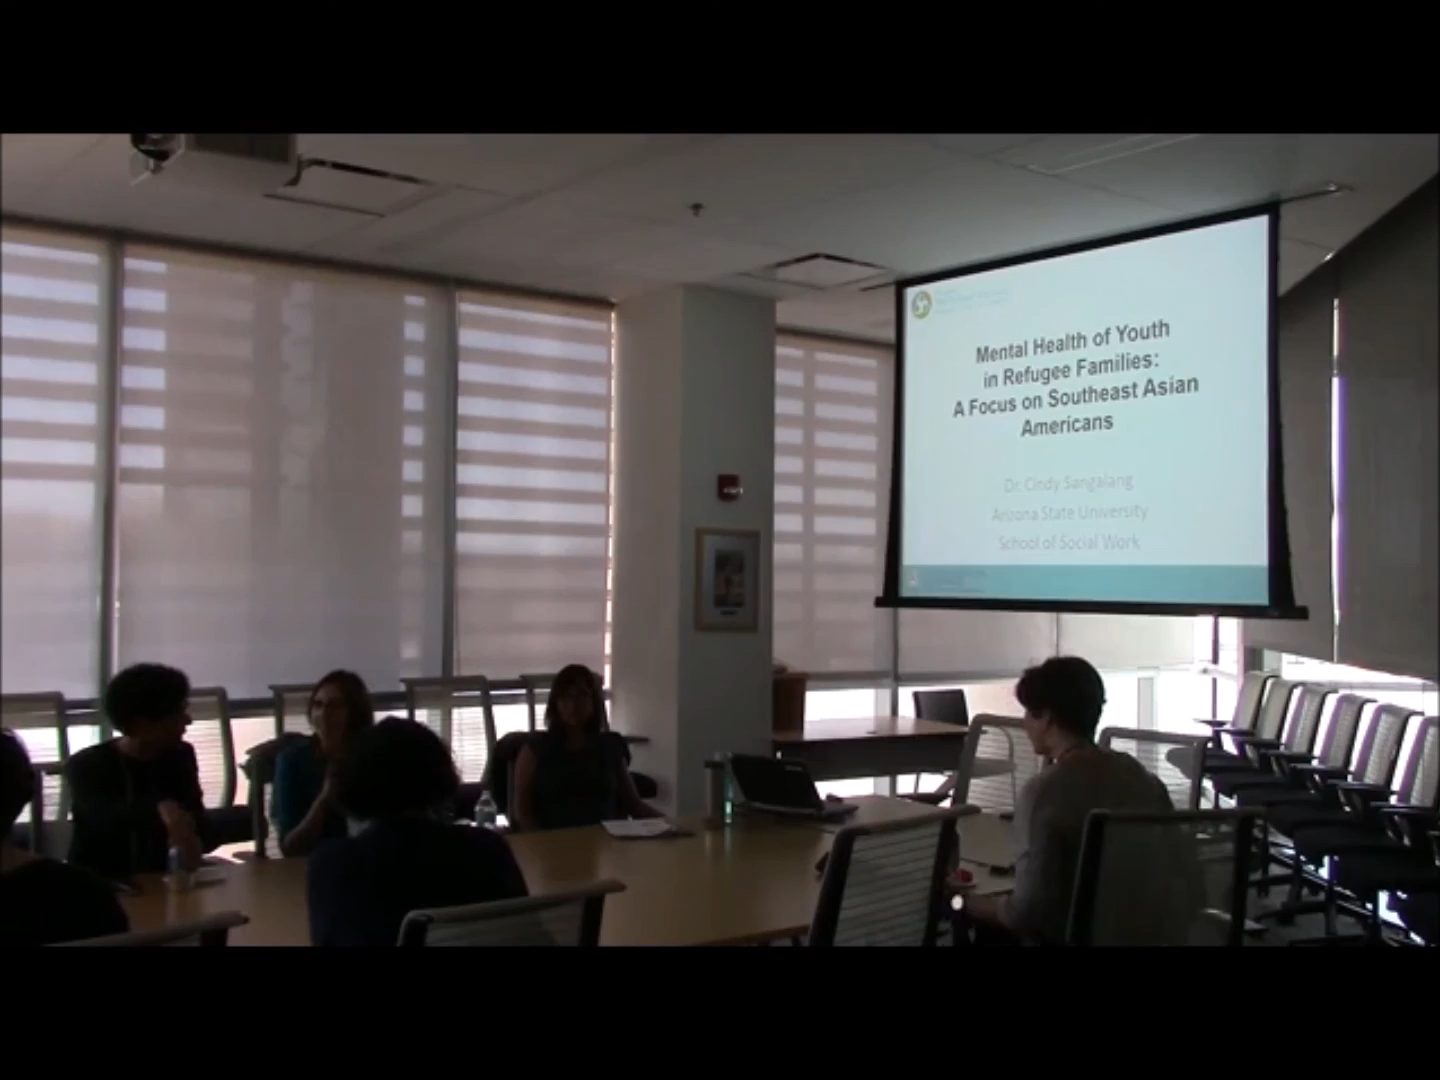 Mental Health of Youth
in Refugee Families:
A Focus on Southeast Asian
Americans
Dr. Cindy Sangalang
Arizona State University
School of Social Work